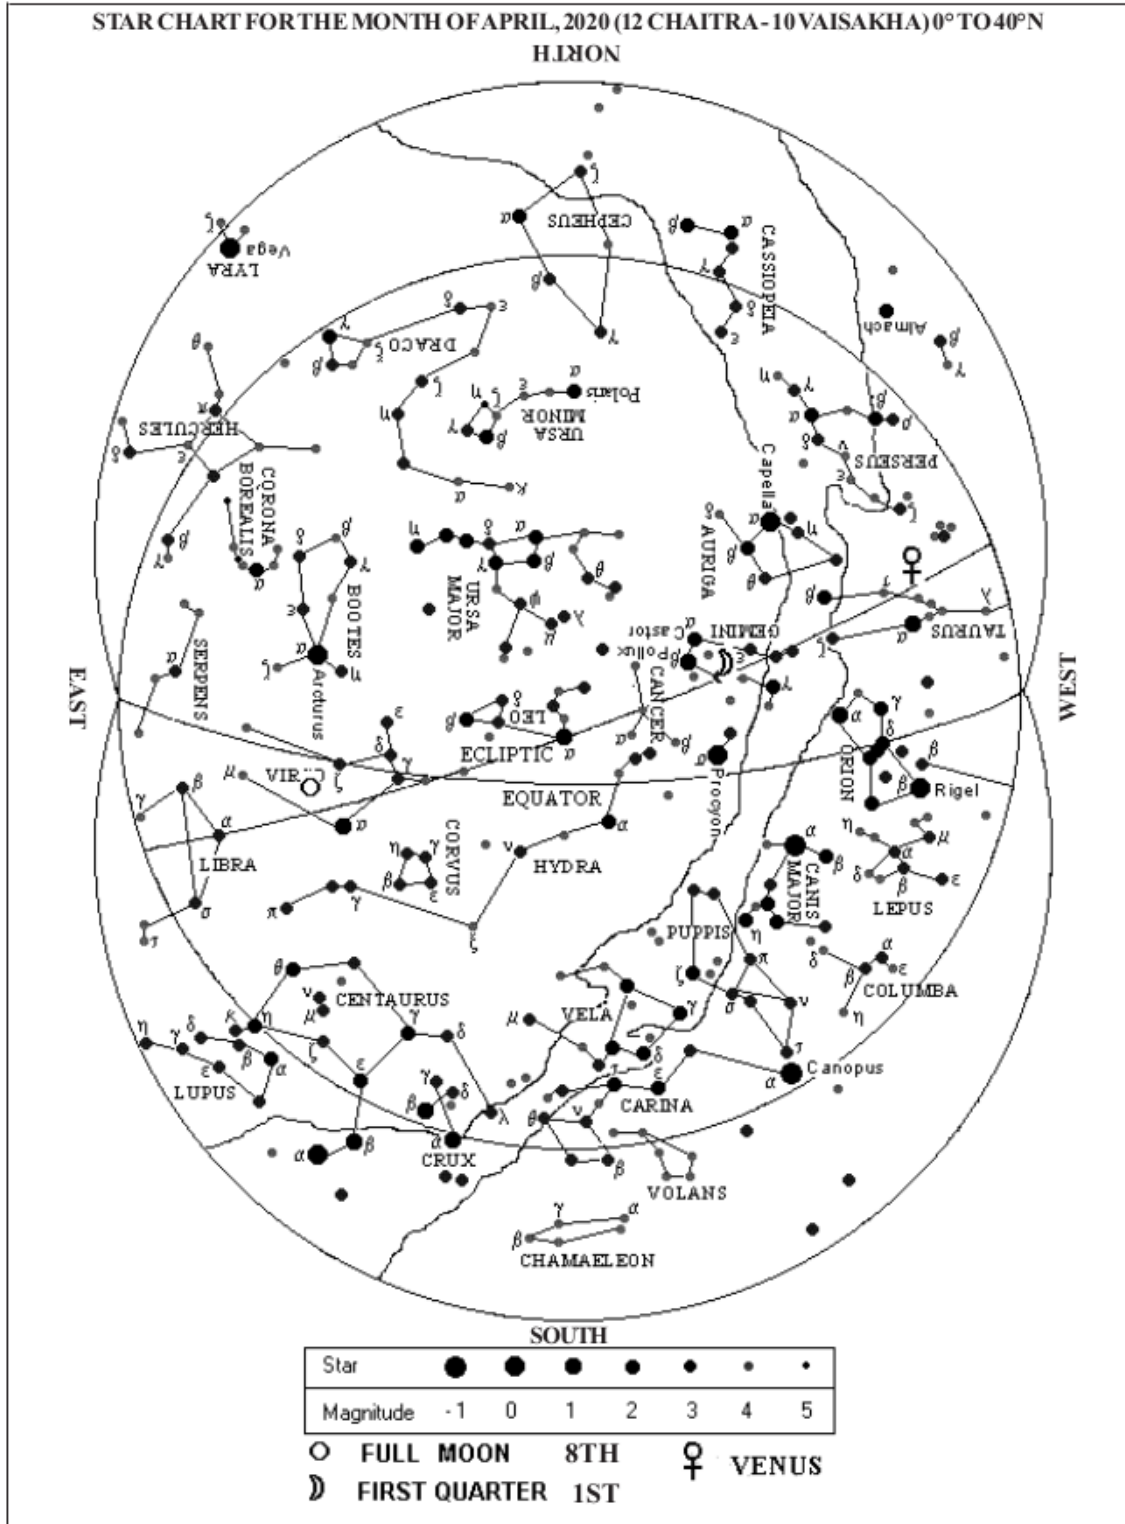 STAR CHART FOR THE MONTH OF APRIL, 2020 (12 CHAITRA - 10 VAISAKHA) 0° TO 40°N
NORTH
ζ
α
CEPHEUS
β
γ
β
α
γ
δ
ε
CASSIOPEIA
ζ
Vega
LYRA
Almach
β
γ
θ
π
HERCULES
δ
ε
β
γ
γ
δ
ε
β
ξ
DRACO
ζ
η
α
κ
α
Polaris
ε
ζ
η
γ
β
URSA
MINOR
η
γ
α
δ
β
ρ
ν
ε
ζ
PERSEUS
Capella
α
η
δ
β
θ
AURIGA
CORONA
BOREALIS
α
δ
β
γ
ε
BOOTES
α
ζ
η
Arcturus
η
δ
α
γ
β
θ
URSA
MAJOR
ψ
μ
λ
SERPENS
α
EAST
WEST
α
Castor
Pollux
β
GEMINI
ε
γ
ζ
β
τ
λ
α
TAURUS
ζ
δ
LEO
α
CANCER
α
β
ECLIPTIC
EQUATOR
ε
δ
γ
ζ
α
μ
VIR
α
Procyon
α
γ
δ
β
β
ORION
Rigel
γ
β
α
LIBRA
σ
τ
CORVUS
η
γ
β
ε
ν
α
HYDRA
π
γ
ζ
α
β
η
CANIS
MAJOR
η
μ
α
δ
β
ε
LEPUS
PUPPIS
ζ
π
ν
σ
τ
α
δ
β
ε
COLUMBA
η
θ
ν
μ
CENTAURUS
γ
δ
κ
η
ζ
ε
λ
α
β
η
γ
δ
β
α
ε
LUPUS
μ
VELA
γ
δ
Canopus
α
ε
ι
CARINA
θ
ν
β
γ
δ
β
α
CRUX
VOLANS
γ
α
β
CHAMAELEON
SOUTH
Star
Magnitude -1 0 1 2 3 4 5
FULL MOON 8TH
♀ VENUS
FIRST QUARTER 1ST